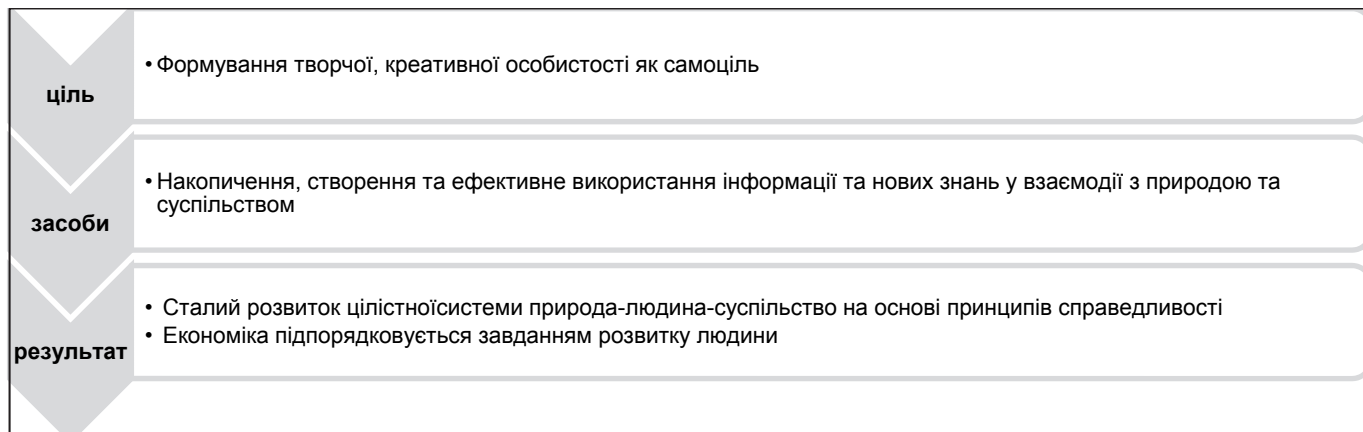 • Формування творчої, креативної особистості як самоціль
ціль
• Накопичення, створення та ефективне використання інформації та нових знань у взаємодії з природою та
суспільством
засоби
• Сталий розвиток цілістноїсистеми природа-людина-суспільство на основі принципів справедливості
• Економіка підпорядковується завданням розвитку людини
результат